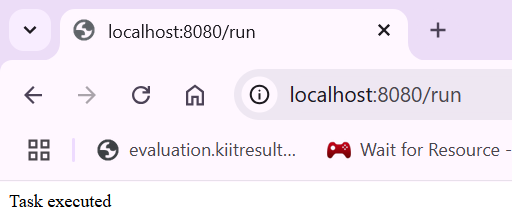 localhost:8080/run
localhost:8080/run
evaluation.kiitresult... Wait for Resource -
Task executed